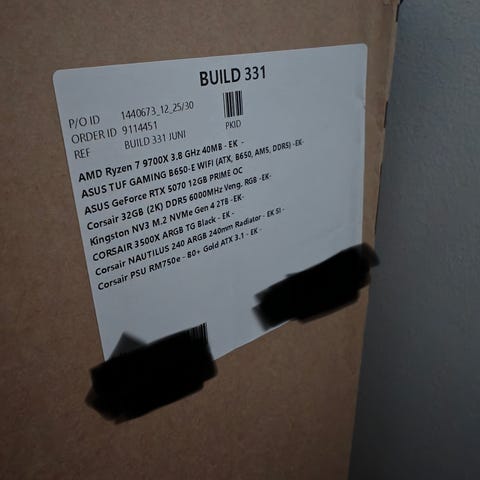 BUILD 331
P/O ID 1440673_12_25/30
ORDER ID 9114451
REF BUILD 331 JUNI
PKID
AMD Ryzen 7 9700X 3,8 GHz 40MB - EK -
ASUS TUF GAMING B650-E WIFI (ATX, B650, AM5, DDR5) -EK-
ASUS GeForce RTX 5070 12GB PRIME OC
Corsair 32GB (2K) DDR5 6000MHz Veng. RGB -EK-
Kingston NV3 M.2 NVMe Gen 4 2TB -EK-
CORSAIR 3500X ARGB TG Black - EK -
Corsair NAUTILUS 240 ARGB 240mm Radiator - EK SI -
Corsair PSU RM750e - 80+ Gold ATX 3.1 - EK -